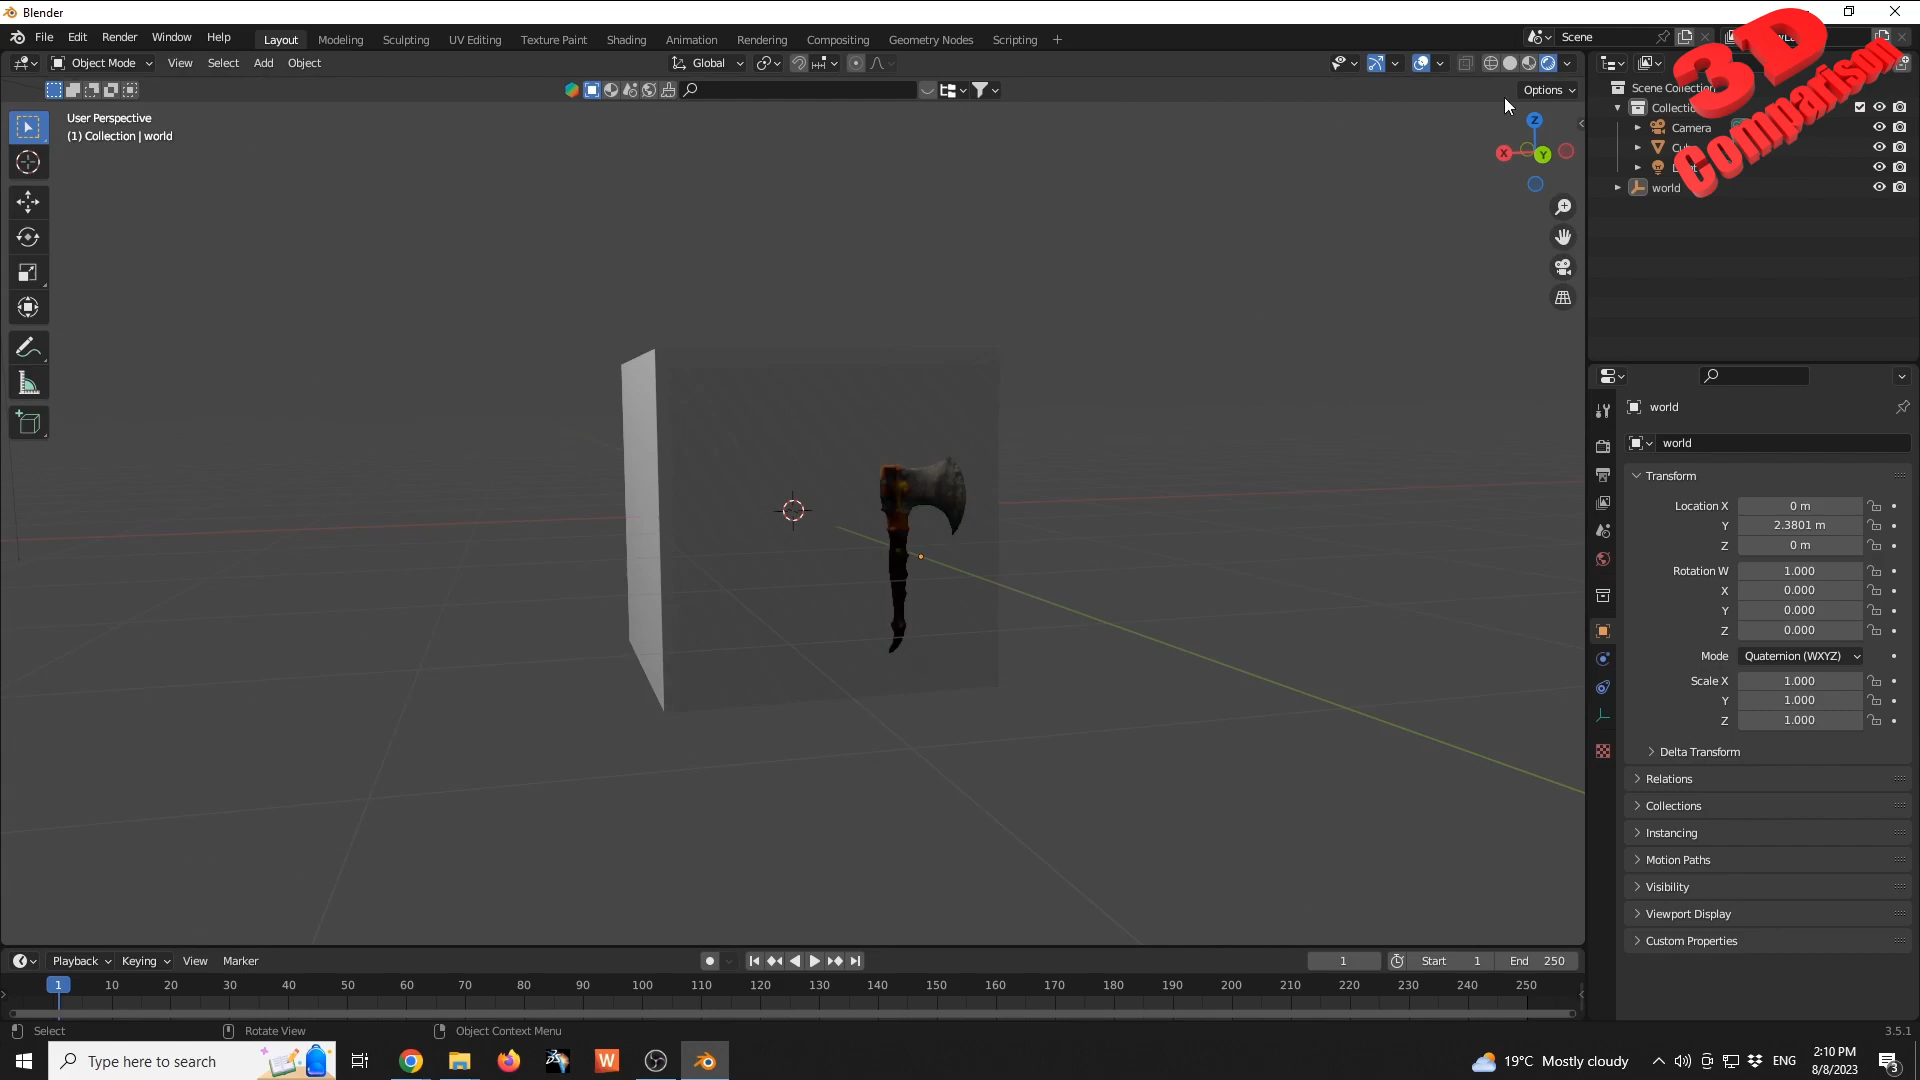 Blender
File Edit Render Window Help Layout Modeling Sculpting UV Editing Texture Paint Shading Animation Rendering Compositing Geometry Nodes Scripting + Scene
Object Mode View Select Add Object Global
Options
User Perspective
(1) Collection | world
Z
X
Y
3D
Comparison
Scene Collection
Camera
world
world
world
Transform
Location X 0 m
Y 2.3801 m
Z 0 m
Rotation W 1.000
X 0.000
Y 0.000
Z 0.000
Mode Quaternion (WXYZ)
Scale X 1.000
Y 1.000
Z 1.000
Delta Transform
Relations
Collections
Instancing
Motion Paths
Visibility
Viewport Display
Custom Properties
Playback Keying View Marker 1 Start 1 End 250
1 10 20 30 40 50 60 70 80 90 100 110 120 130 140 150 160 170 180 190 200 210 220 230 240 250
Select Rotate View Object Context Menu 3.5.1
Type here to search W 19°C Mostly cloudy ENG 2:10 PM
8/8/2023 3